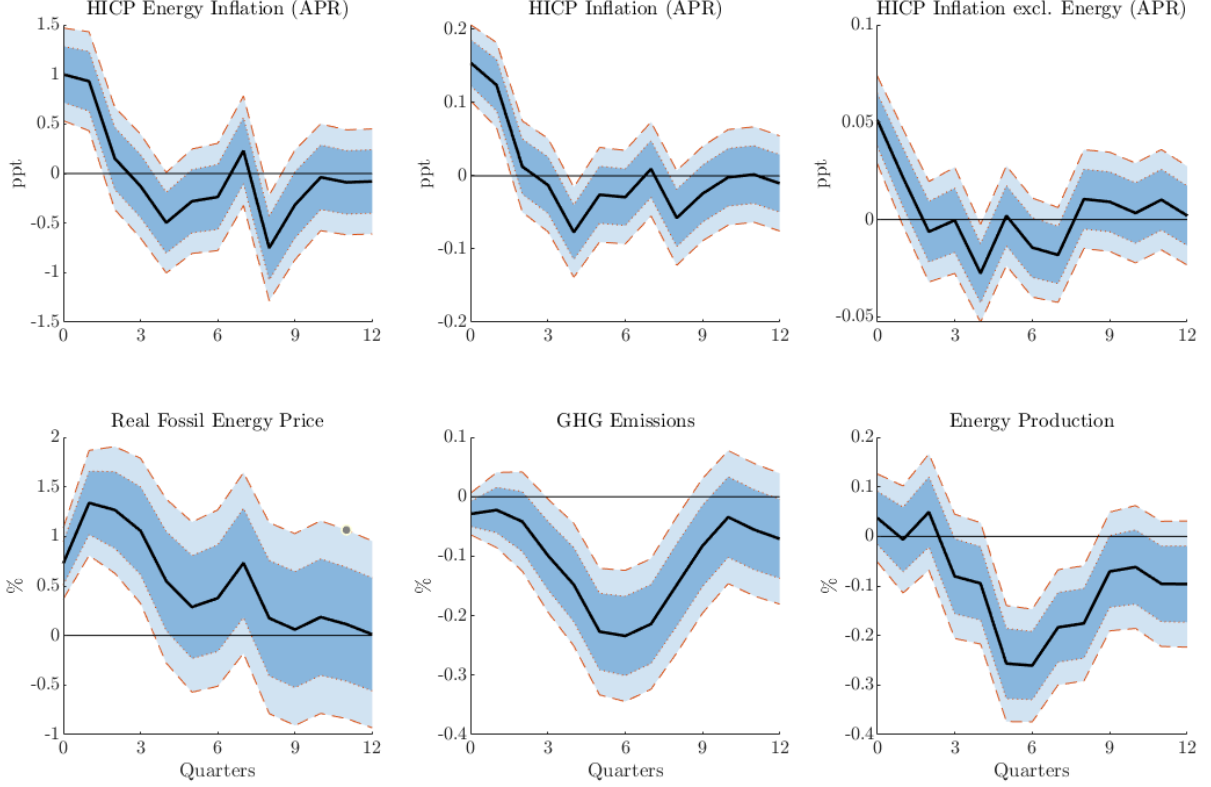 HICP Energy Inflation (APR)
HICP Inflation (APR)
HICP Inflation excl. Energy (APR)
ppt
1.5
1
0.5
0
-0.5
-1
-1.5
0 3 6 9 12
ppt
0.2
0.1
0
-0.1
-0.2
0 3 6 9 12
ppt
0.1
0.05
0
-0.05
0 3 6 9 12
Real Fossil Energy Price
GHG Emissions
Energy Production
%
2
1.5
1
0.5
0
-0.5
-1
0 3 6 9 12
Quarters
%
0.1
0
-0.1
-0.2
-0.3
-0.4
0 3 6 9 12
Quarters
%
0.2
0.1
0
-0.1
-0.2
-0.3
-0.4
0 3 6 9 12
Quarters